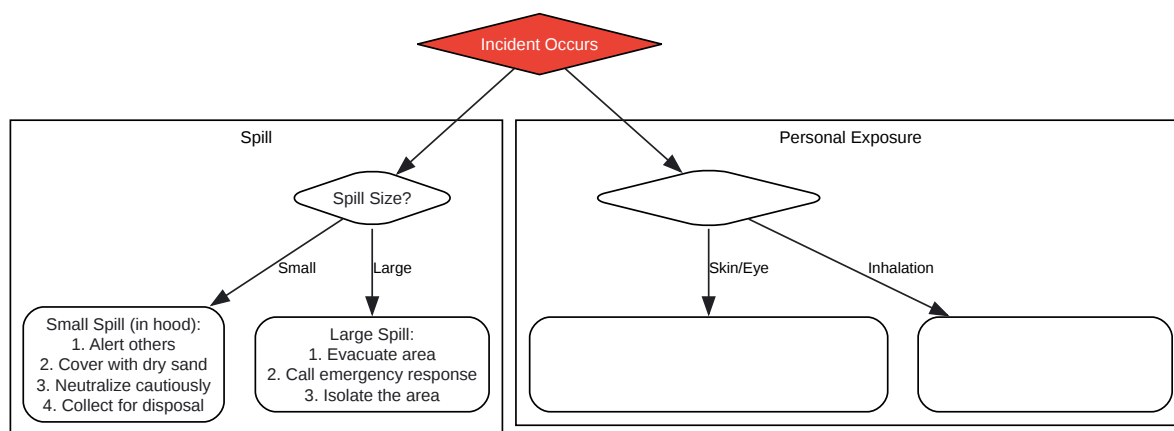 Incident Occurs
Spill
Personal Exposure
Spill Size?
Small
Large
Skin/Eye
Inhalation
Small Spill (in hood):
1. Alert others
2. Cover with dry sand
3. Neutralize cautiously
4. Collect for disposal
Large Spill:
1. Evacuate area
2. Call emergency response
3. Isolate the area